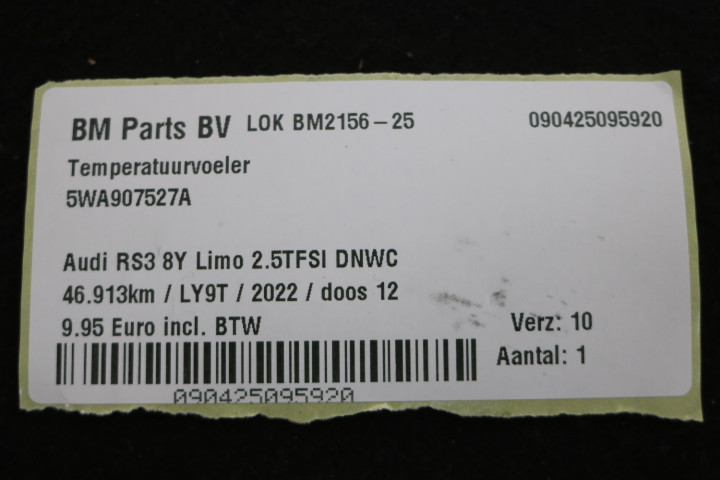 BM Parts BV LOK BM2156-25 090425095920
Temperatuurvoeler
5WA907527A
Audi RS3 8Y Limo 2.5TFSI DNWC
46.913km / LY9T / 2022 / doos 12
9.95 Euro incl. BTW Verz: 10
Aantal: 1
090425095920